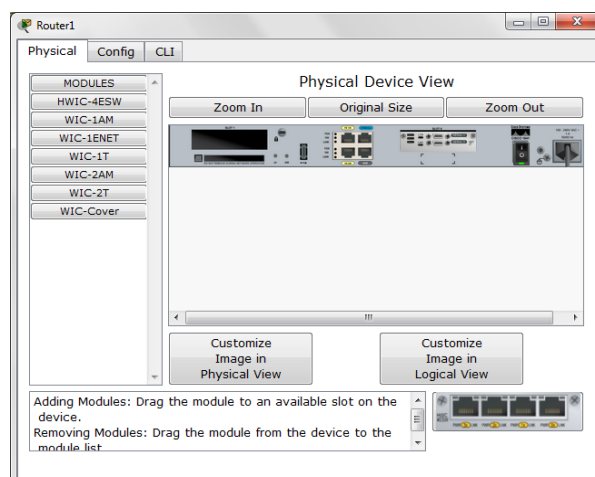 Router1
Physical
Config
CLI
MODULES
HWIC-4ESW
WIC-1AM
WIC-1ENET
WIC-1T
WIC-2AM
WIC-2T
WIC-Cover
Physical Device View
Zoom In
Original Size
Zoom Out
Customize
Image in
Physical View
Customize
Image in
Logical View
Adding Modules: Drag the module to an available slot on the
device.
Removing Modules: Drag the module from the device to the
module list